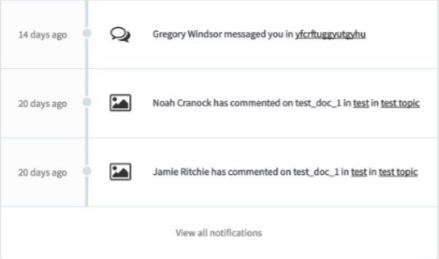 14 days ago Gregory Windsor messaged you in yfcrftuggyutgyhu
20 days ago Noah Cranock has commented on test_doc_1 in test in test topic
20 days ago Jamie Ritchie has commented on test_doc_1 in test in test topic
View all notifications